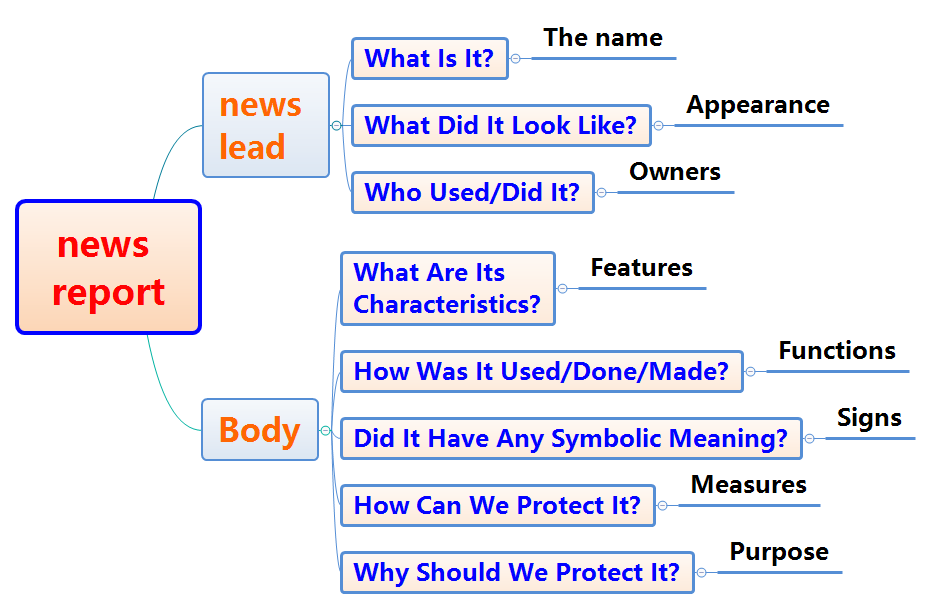 news
report
news
lead
What Is It?
The name
What Did It Look Like?
Appearance
Who Used/Did It?
Owners
Body
What Are Its
Characteristics?
Features
How Was It Used/Done/Made?
Functions
Did It Have Any Symbolic Meaning?
Signs
How Can We Protect It?
Measures
Why Should We Protect It?
Purpose